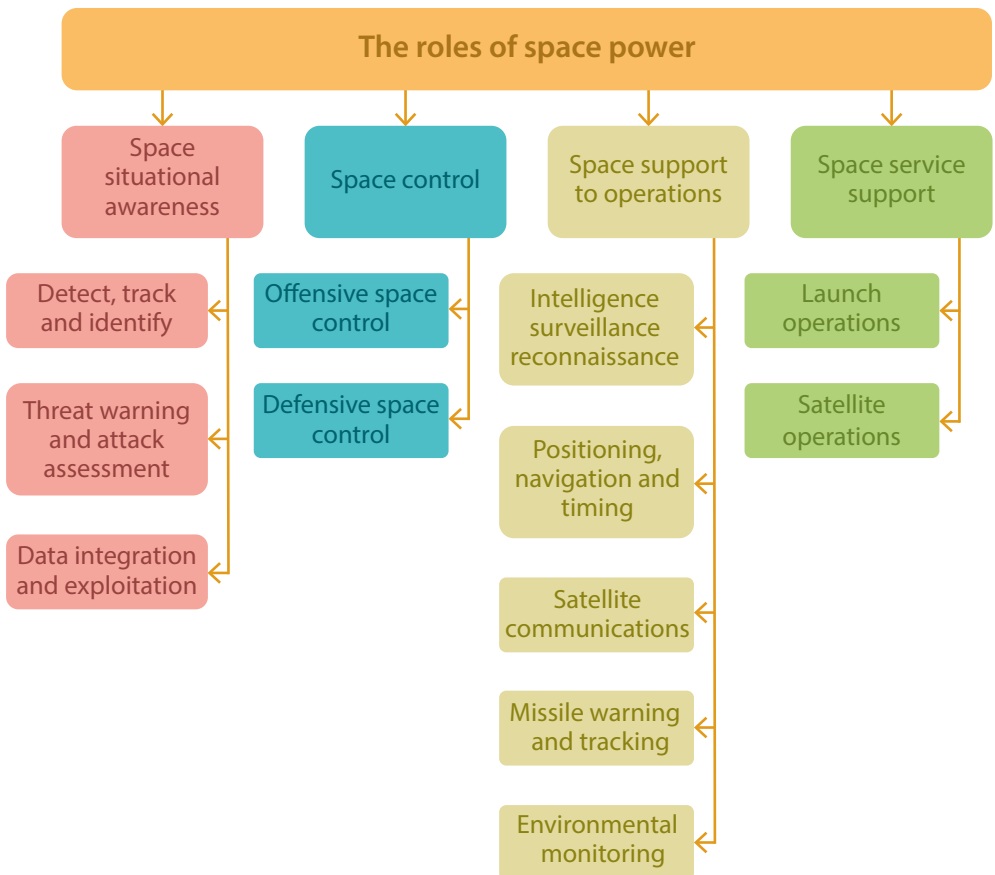 The roles of space power
Space
situational
awareness
Detect, track
and identify
Threat warning
and attack
assessment
Data integration
and exploitation
Space control
Offensive space
control
Defensive space
control
Space support
to operations
Intelligence
surveillance
reconnaissance
Positioning,
navigation and
timing
Satellite
communications
Missile warning
and tracking
Environmental
monitoring
Space service
support
Launch
operations
Satellite
operations